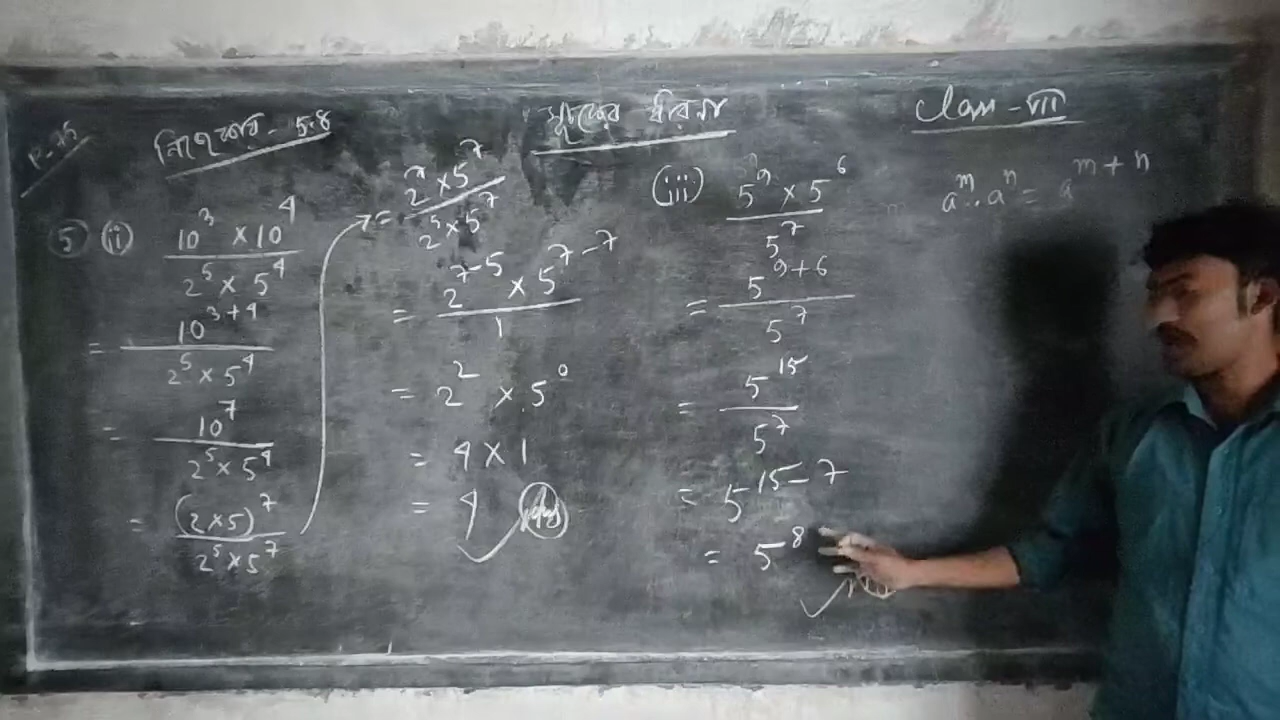 নিজে করি - 5.4
সূচকের ধারণা
Class - VII
5 (ii) (10^3 × 10^4) / (2^5 × 5^4)
= 10^{3+4} / (2^5 × 5^4)
= 10^7 / (2^5 × 5^4)
= (2×5)^7 / (2^5 × 5^7)
= (2^7 × 5^7) / (2^5 × 5^7)
= (2^{7-5} × 5^{7-7}) / 1
= 2^2 × 5^0
= 4 × 1
= 4
(iii) (5^9 × 5^6) / 5^7
= 5^{9+6} / 5^7
= 5^{15} / 5^7
= 5^{15-7}
= 5^8
a^m . a^n = a^{m+n}